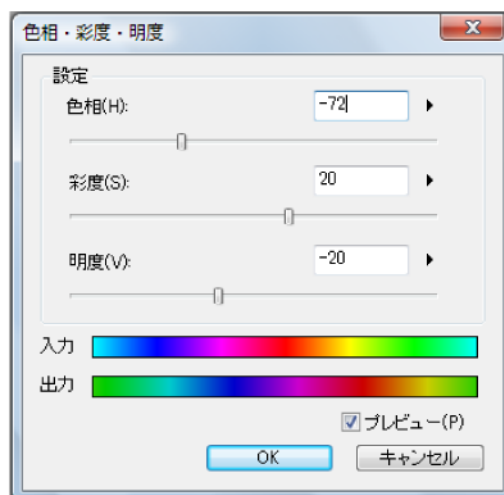 色相・彩度・明度
設定
色相(H):
-72
彩度(S):
20
明度(V):
-20
入力
出力
プレビュー(P)
OK
キャンセル